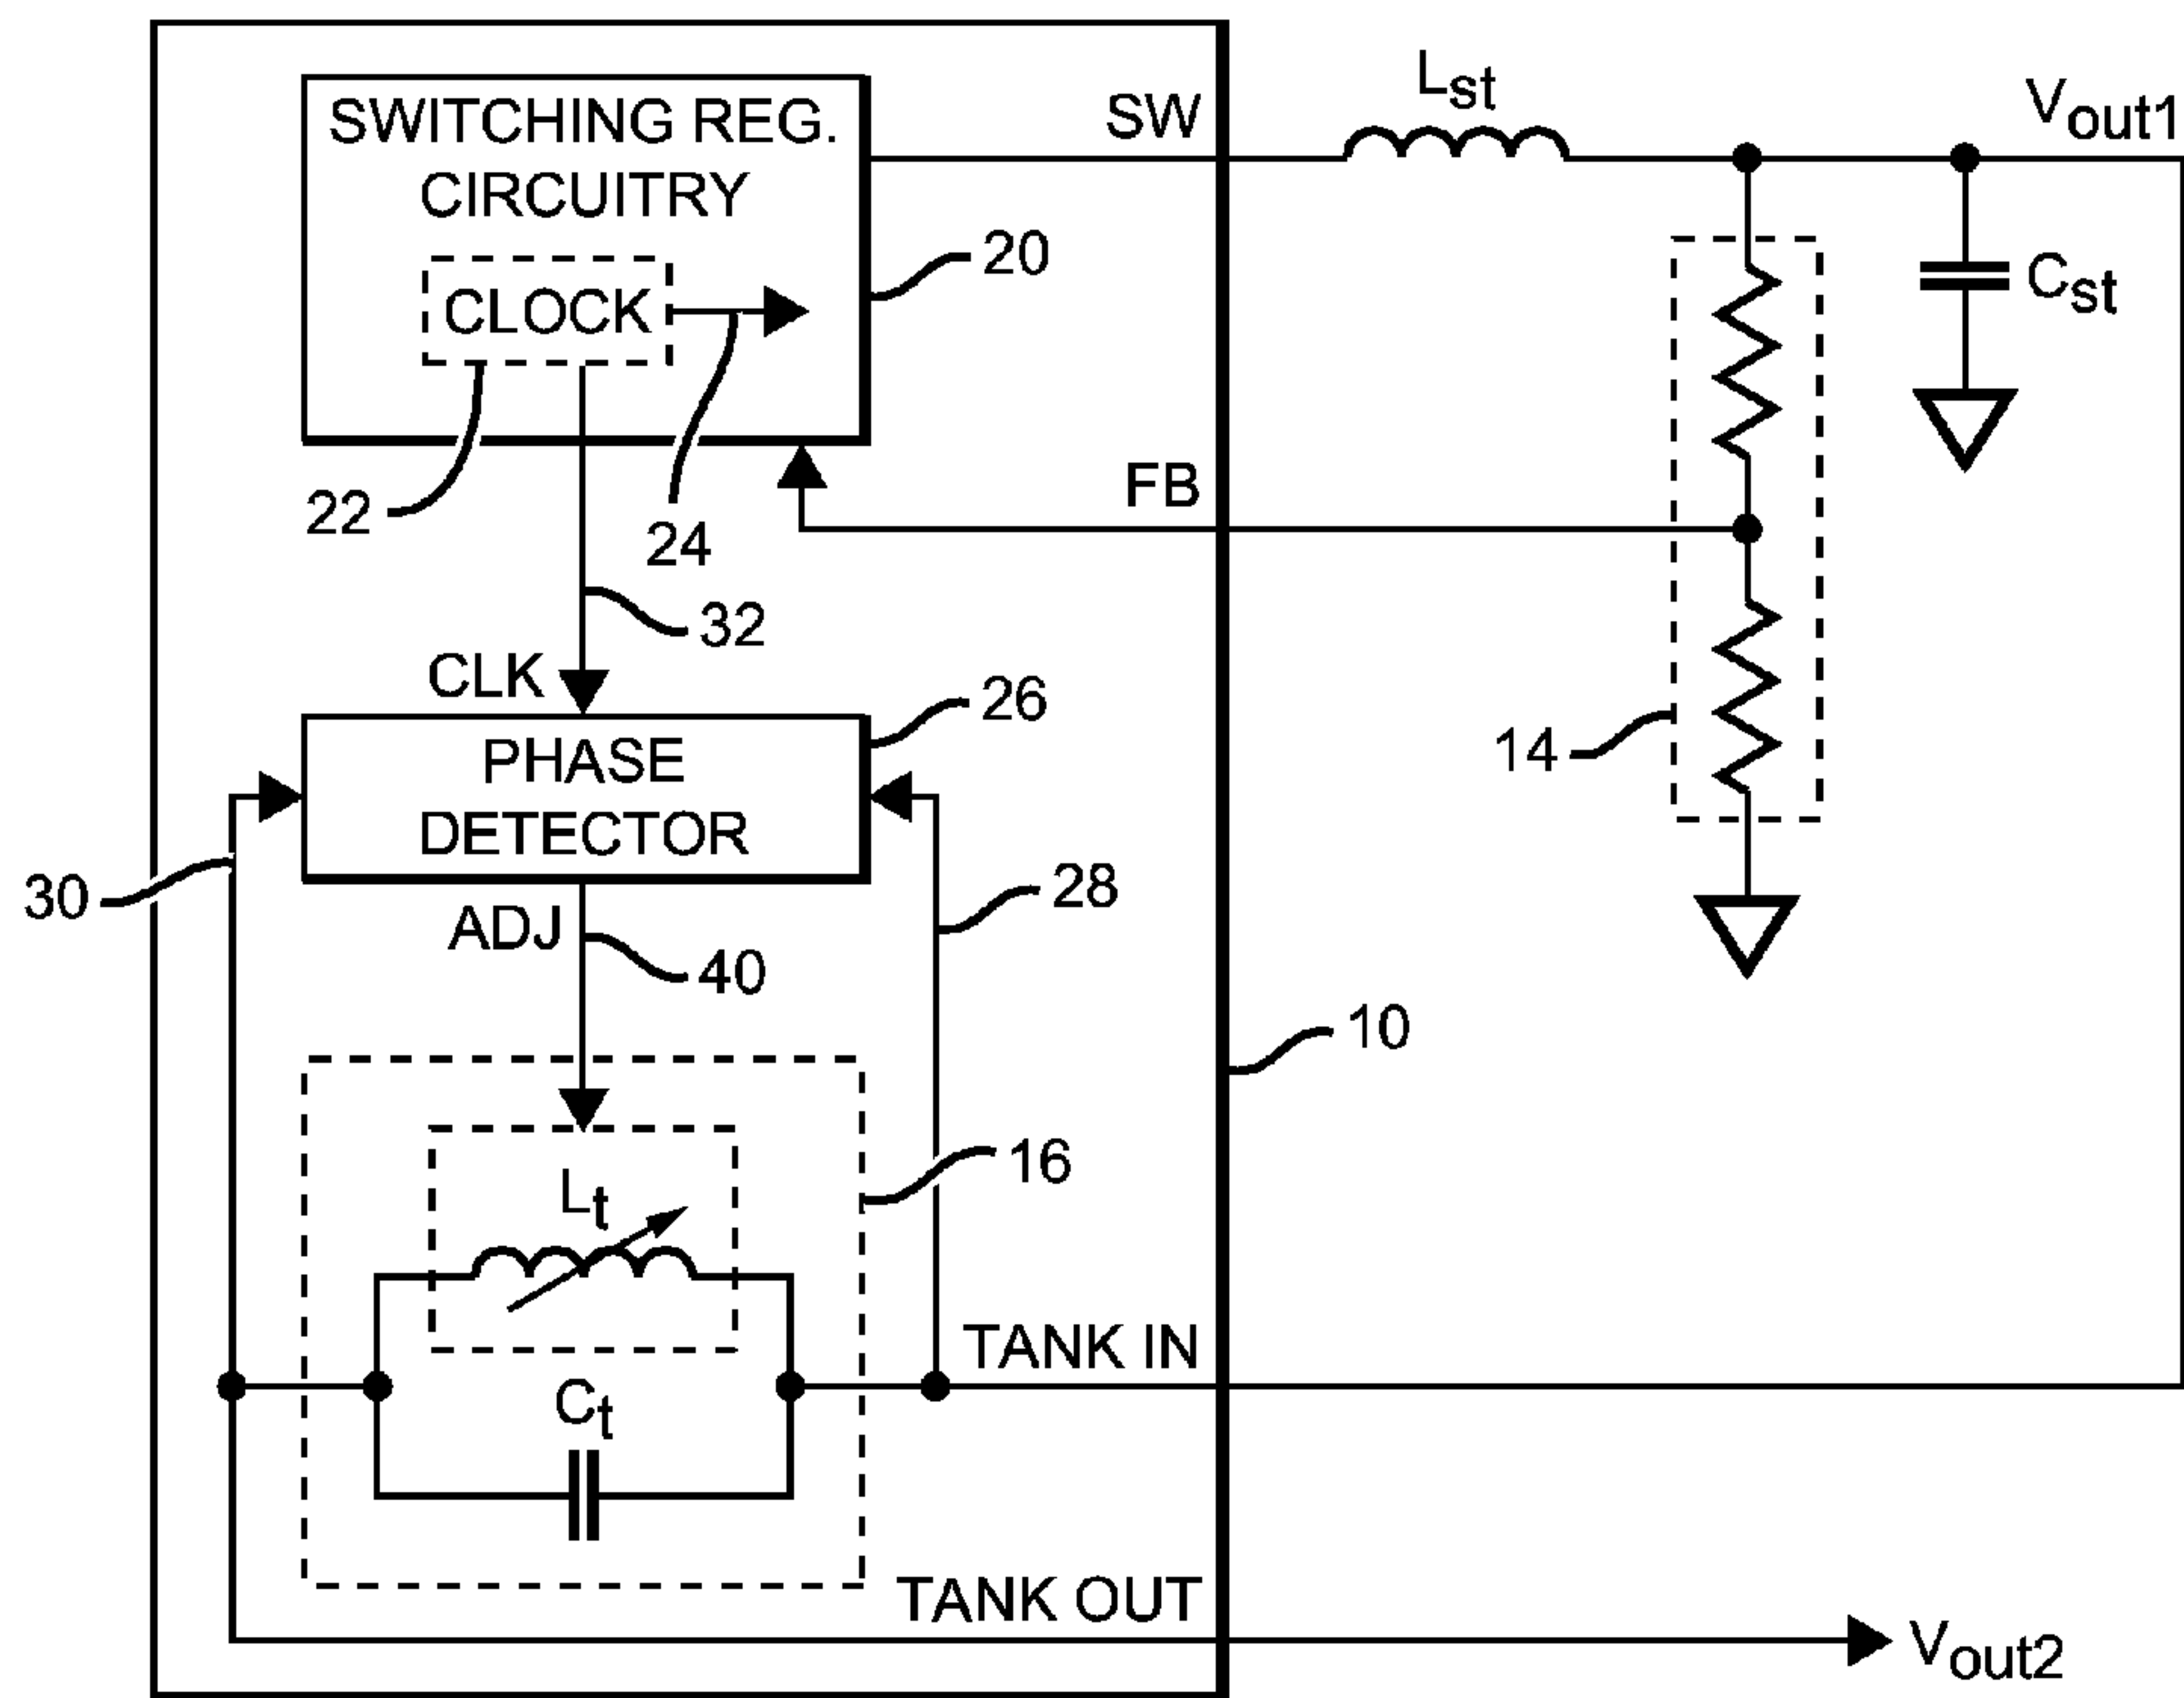 SWITCHING REG.
CIRCUITRY
CLOCK
SW
Lst
Vout1
20
Cst
22
24
FB
32
CLK
26
PHASE
DETECTOR
14
30
28
ADJ
40
10
16
Lt
TANK IN
Ct
TANK OUT
Vout2